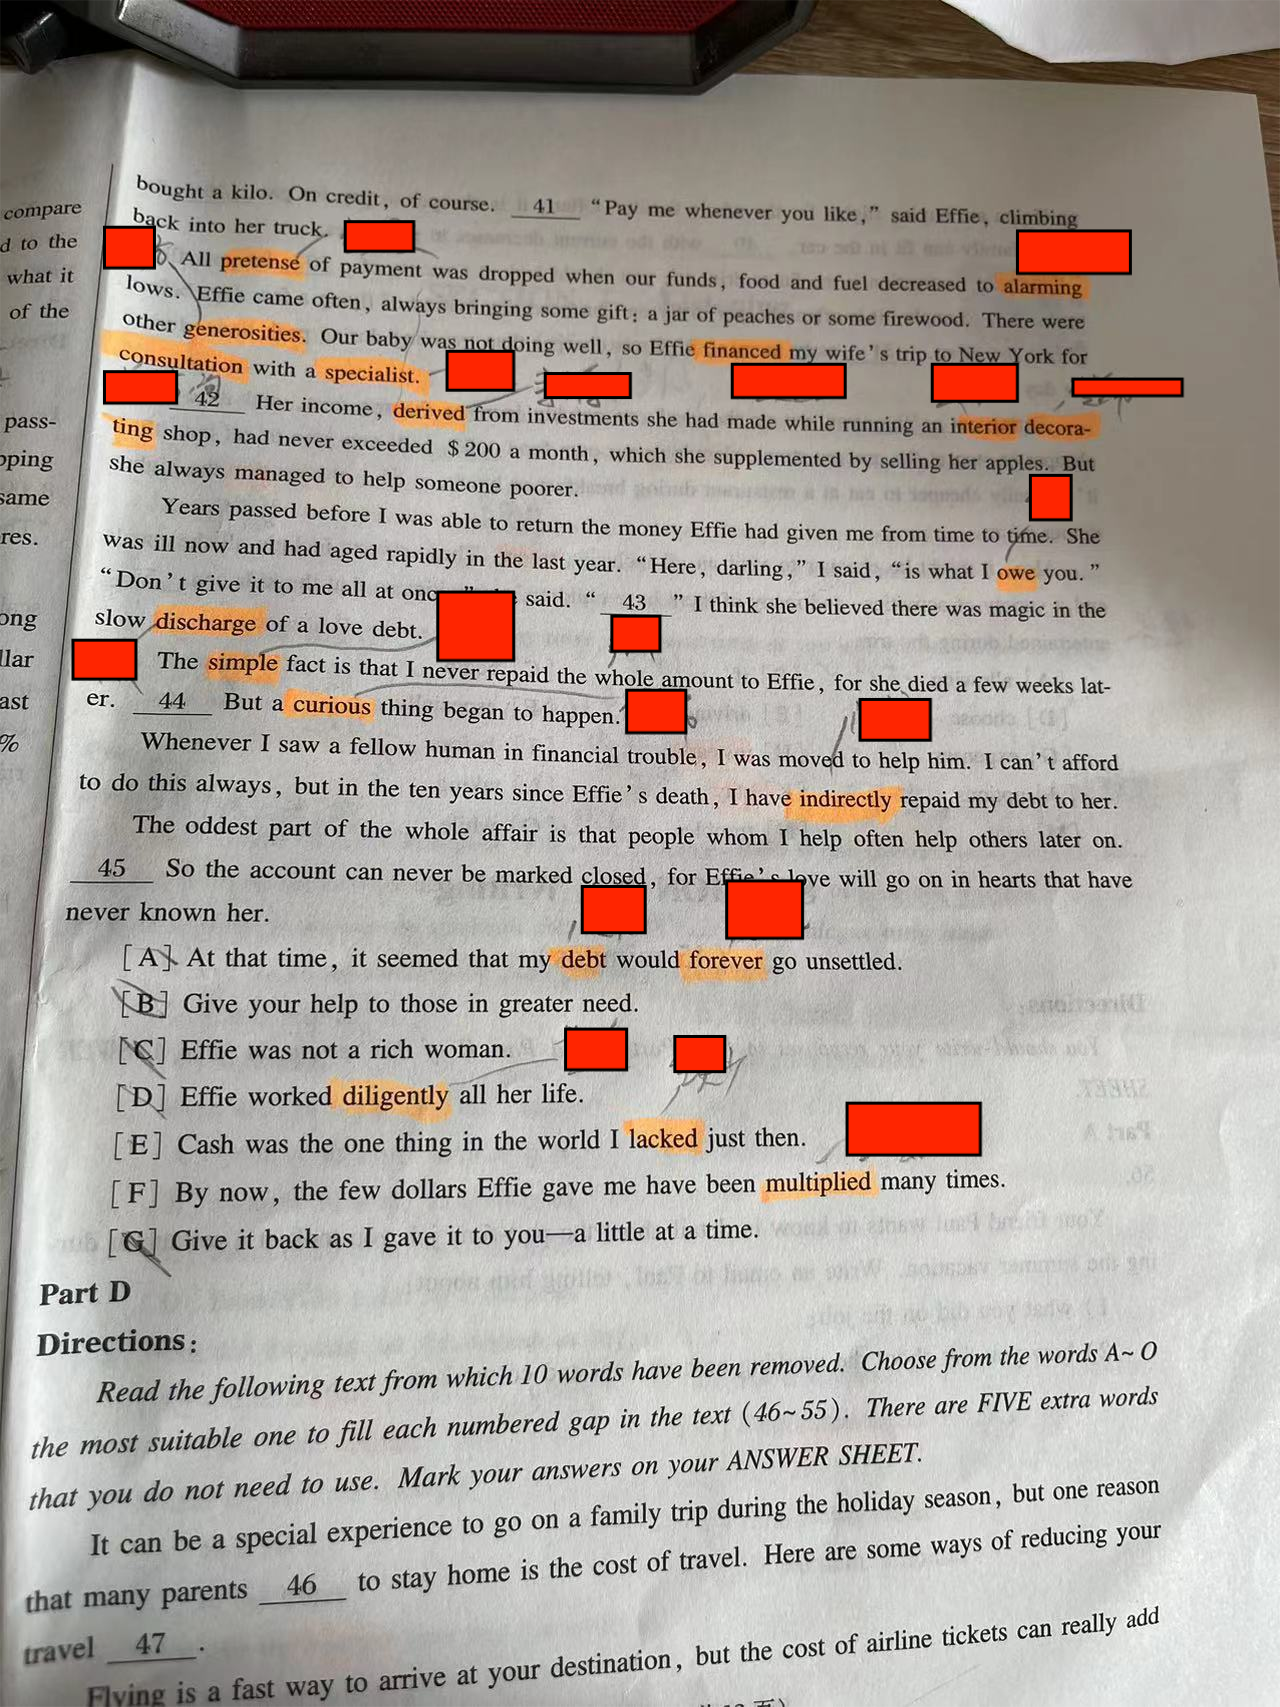 compare
d to the
what it
of the
pass-
pping
same
res.
ong
llar
ast
%
bought a kilo. On credit, of course. 41 “Pay me whenever you like,” said Effie, climbing
back into her truck.
All pretense of payment was dropped when our funds, food and fuel decreased to alarming
lows. Effie came often, always bringing some gift: a jar of peaches or some firewood. There were
other generosities. Our baby was not doing well, so Effie financed my wife’s trip to New York for
consultation with a specialist.
42 Her income, derived from investments she had made while running an interior decora-
ting shop, had never exceeded $200 a month, which she supplemented by selling her apples. But
she always managed to help someone poorer.
Years passed before I was able to return the money Effie had given me from time to time. She
was ill now and had aged rapidly in the last year. “Here, darling,” I said, “is what I owe you.”
“Don’t give it to me all at said. “ 43 ” I think she believed there was magic in the
slow discharge of a love debt.
The simple fact is that I never repaid the whole amount to Effie, for she died a few weeks lat-
er. 44 But a curious thing began to happen.
Whenever I saw a fellow human in financial trouble, I was moved to help him. I can’t afford
to do this always, but in the ten years since Effie’s death, I have indirectly repaid my debt to her.
The oddest part of the whole affair is that people whom I help often help others later on.
45 So the account can never be marked closed, for Effie’s love will go on in hearts that have
never known her.
[A] At that time, it seemed that my debt would forever go unsettled.
[B] Give your help to those in greater need.
[C] Effie was not a rich woman.
[D] Effie worked diligently all her life.
[E] Cash was the one thing in the world I lacked just then.
[F] By now, the few dollars Effie gave me have been multiplied many times.
[G] Give it back as I gave it to you—a little at a time.
Part D
Directions:
Read the following text from which 10 words have been removed. Choose from the words A~O
the most suitable one to fill each numbered gap in the text (46~55). There are FIVE extra words
that you do not need to use. Mark your answers on your ANSWER SHEET.
It can be a special experience to go on a family trip during the holiday season, but one reason
that many parents 46 to stay home is the cost of travel. Here are some ways of reducing your
travel 47 .
Flying is a fast way to arrive at your destination, but the cost of airline tickets can really add